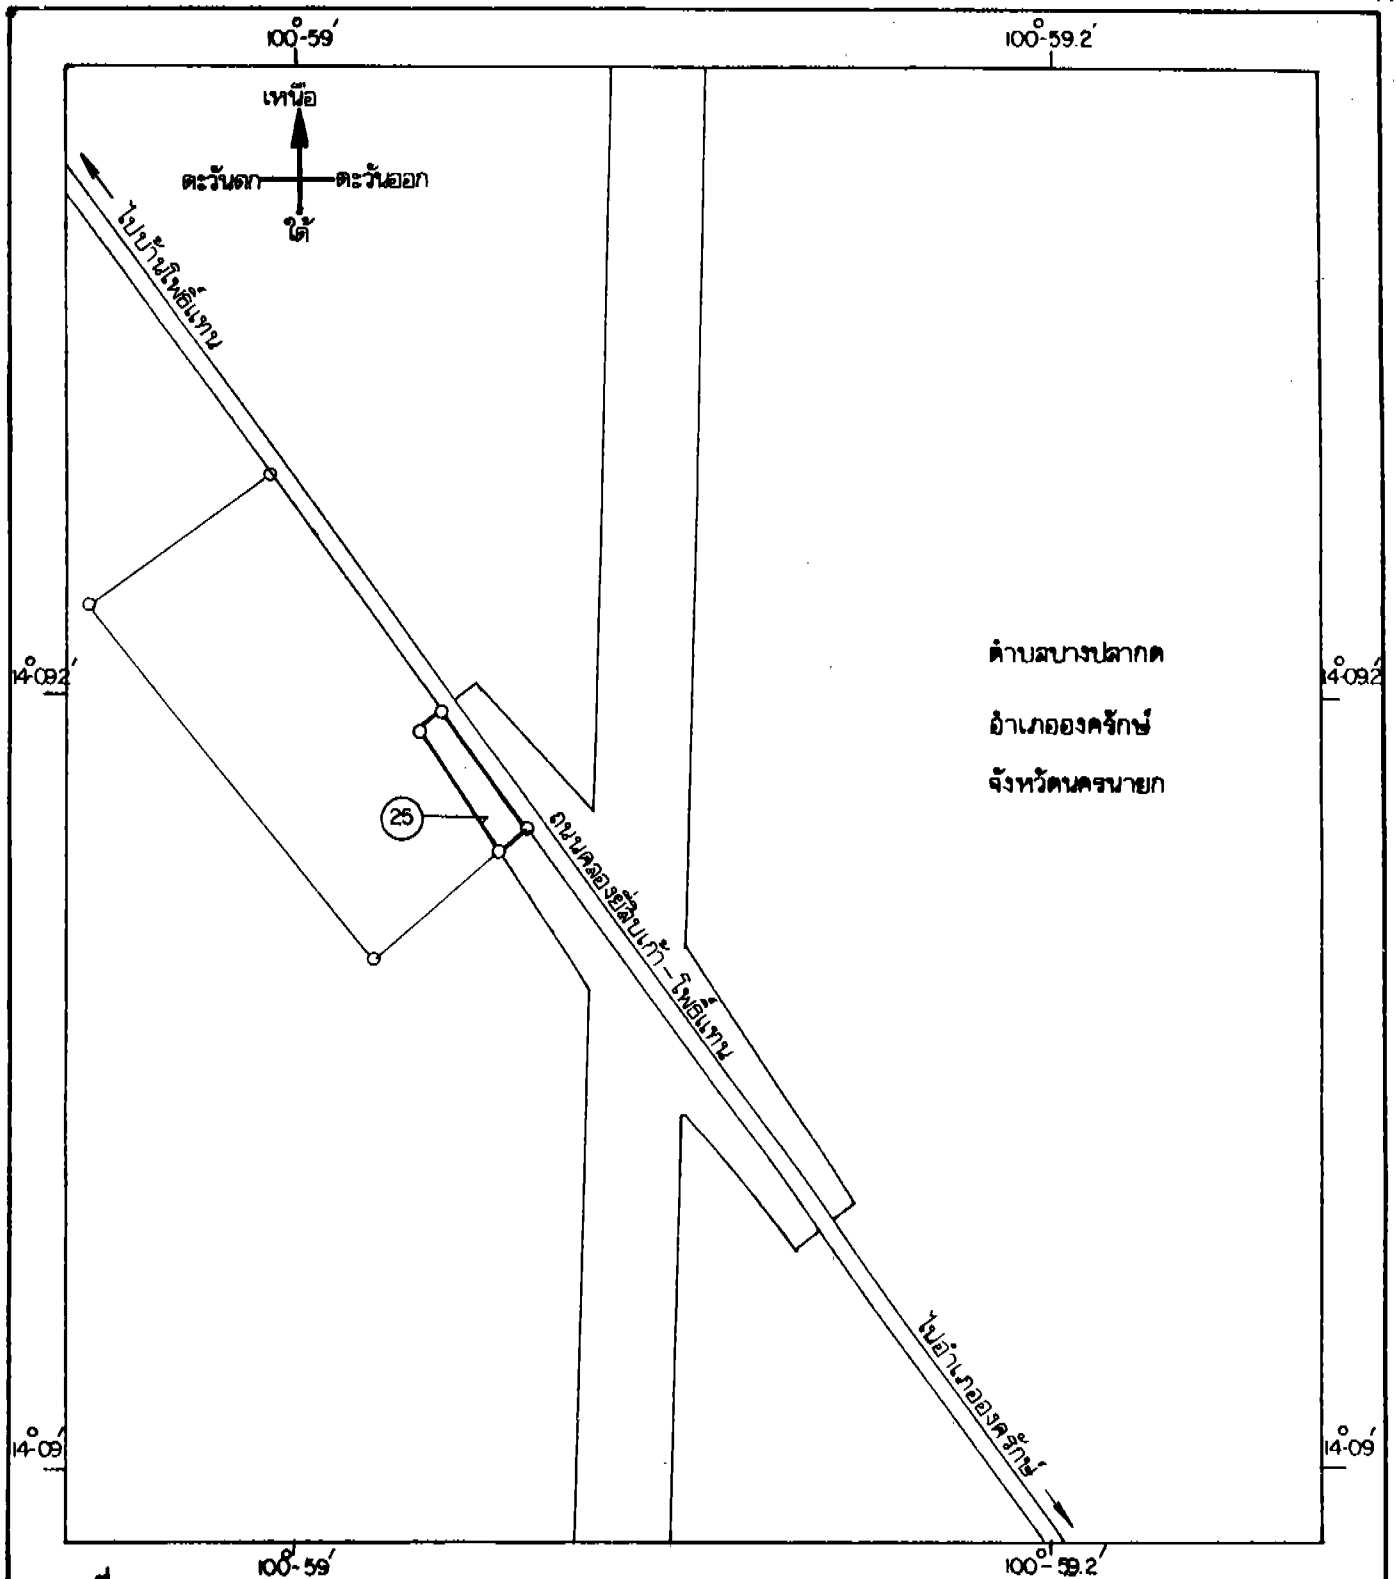 100°-59′
100°-59.2′
เหนือ
ตะวันตก
ตะวันออก
ใต้
ไปบ้านโพธิ์แทน
14°-09.2′
14°-09.2′
ตำบลบางปลากด
อำเภอองครักษ์
จังหวัดนครนายก
25
ถนนคลองยี่สิบเก้า-โพธิ์แทน
ไปอำเภอองครักษ์
14°-09′
14°-09′
100°-59′
100°-59.2′